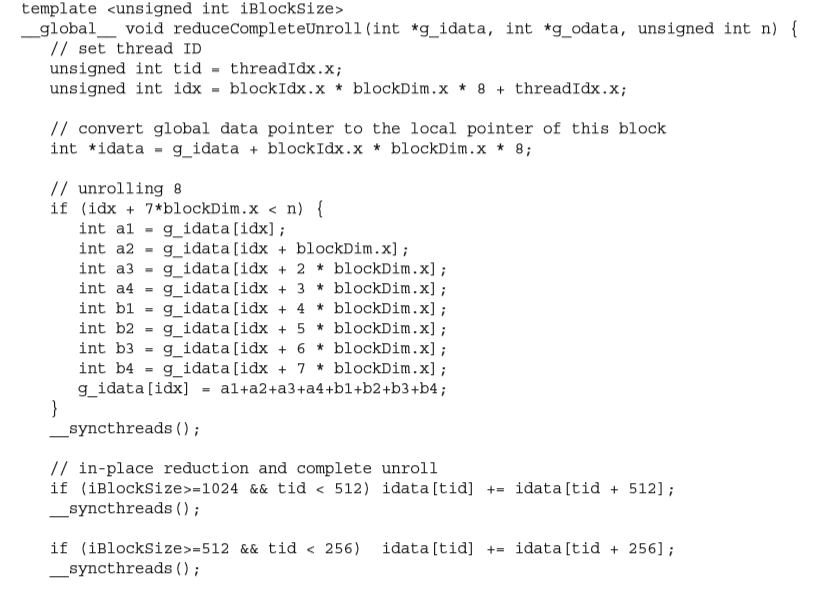 template <unsigned int iBlockSize>
__global__ void reduceCompleteUnroll(int *g_idata, int *g_odata, unsigned int n) {
   // set thread ID
   unsigned int tid = threadIdx.x;
   unsigned int idx = blockIdx.x * blockDim.x * 8 + threadIdx.x;

   // convert global data pointer to the local pointer of this block
   int *idata = g_idata + blockIdx.x * blockDim.x * 8;

   // unrolling 8
   if (idx + 7*blockDim.x < n) {
      int a1 = g_idata[idx];
      int a2 = g_idata[idx + blockDim.x];
      int a3 = g_idata[idx + 2 * blockDim.x];
      int a4 = g_idata[idx + 3 * blockDim.x];
      int b1 = g_idata[idx + 4 * blockDim.x];
      int b2 = g_idata[idx + 5 * blockDim.x];
      int b3 = g_idata[idx + 6 * blockDim.x];
      int b4 = g_idata[idx + 7 * blockDim.x];
      g_idata[idx] = a1+a2+a3+a4+b1+b2+b3+b4;
   }
   __syncthreads();

   // in-place reduction and complete unroll
   if (iBlockSize>=1024 && tid < 512) idata[tid] += idata[tid + 512];
   __syncthreads();

   if (iBlockSize>=512 && tid < 256)  idata[tid] += idata[tid + 256];
   __syncthreads();